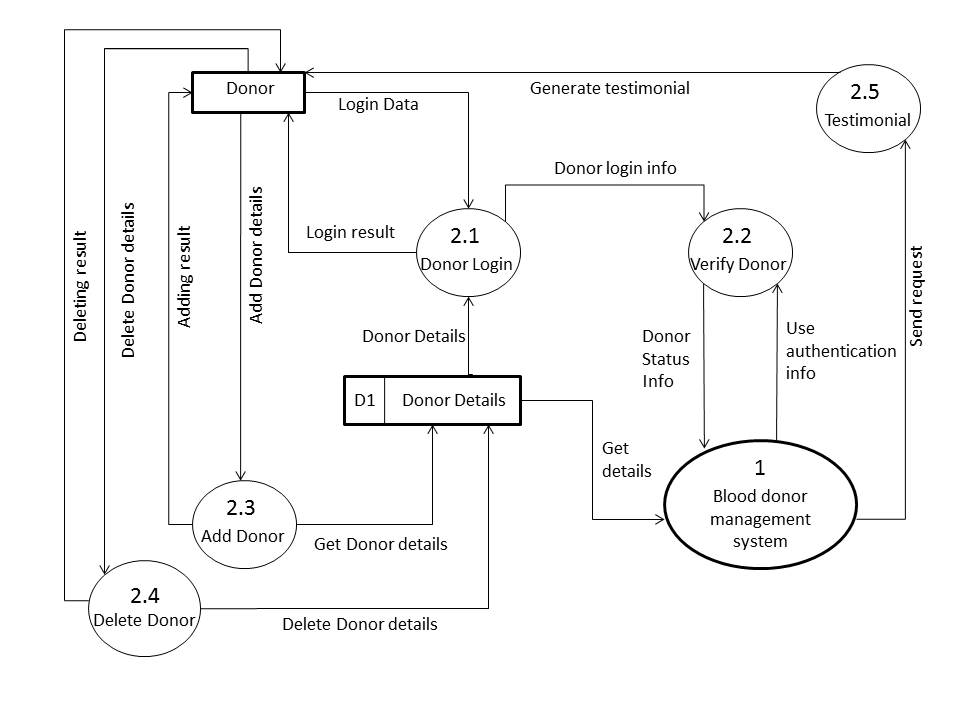 Donor
Login Data
Generate testimonial
2.5
Testimonial
Donor login info
Login result
2.1
Donor Login
2.2
Verify Donor
Deleting result
Delete Donor details
Adding result
Add Donor details
Send request
Donor Details
Donor
Status
Info
Use
authentication
info
D1 Donor Details
Get
details
1
Blood donor
management
system
2.3
Add Donor
Get Donor details
2.4
Delete Donor
Delete Donor details